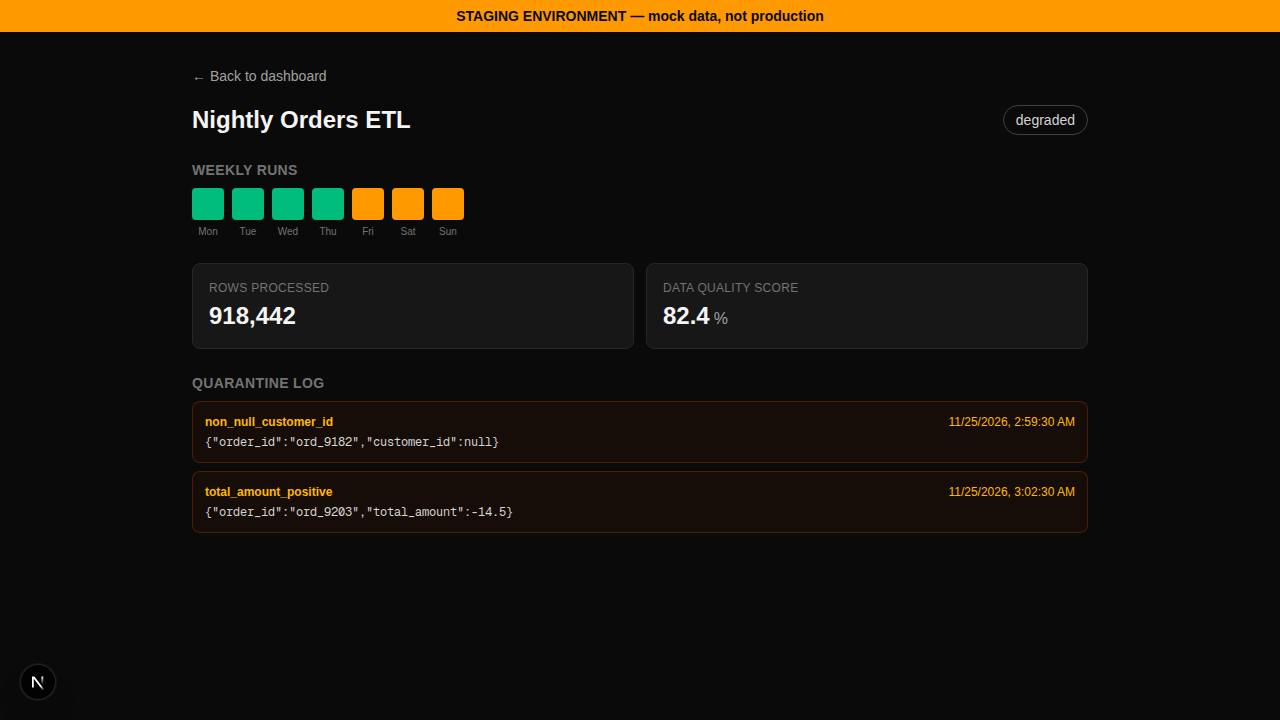 STAGING ENVIRONMENT — mock data, not production
← Back to dashboard
Nightly Orders ETL
degraded
WEEKLY RUNS
Mon Tue Wed Thu Fri Sat Sun
ROWS PROCESSED
918,442
DATA QUALITY SCORE
82.4 %
QUARANTINE LOG
non_null_customer_id 11/25/2026, 2:59:30 AM
{"order_id":"ord_9182","customer_id":null}
total_amount_positive 11/25/2026, 3:02:30 AM
{"order_id":"ord_9203","total_amount":-14.5}
N